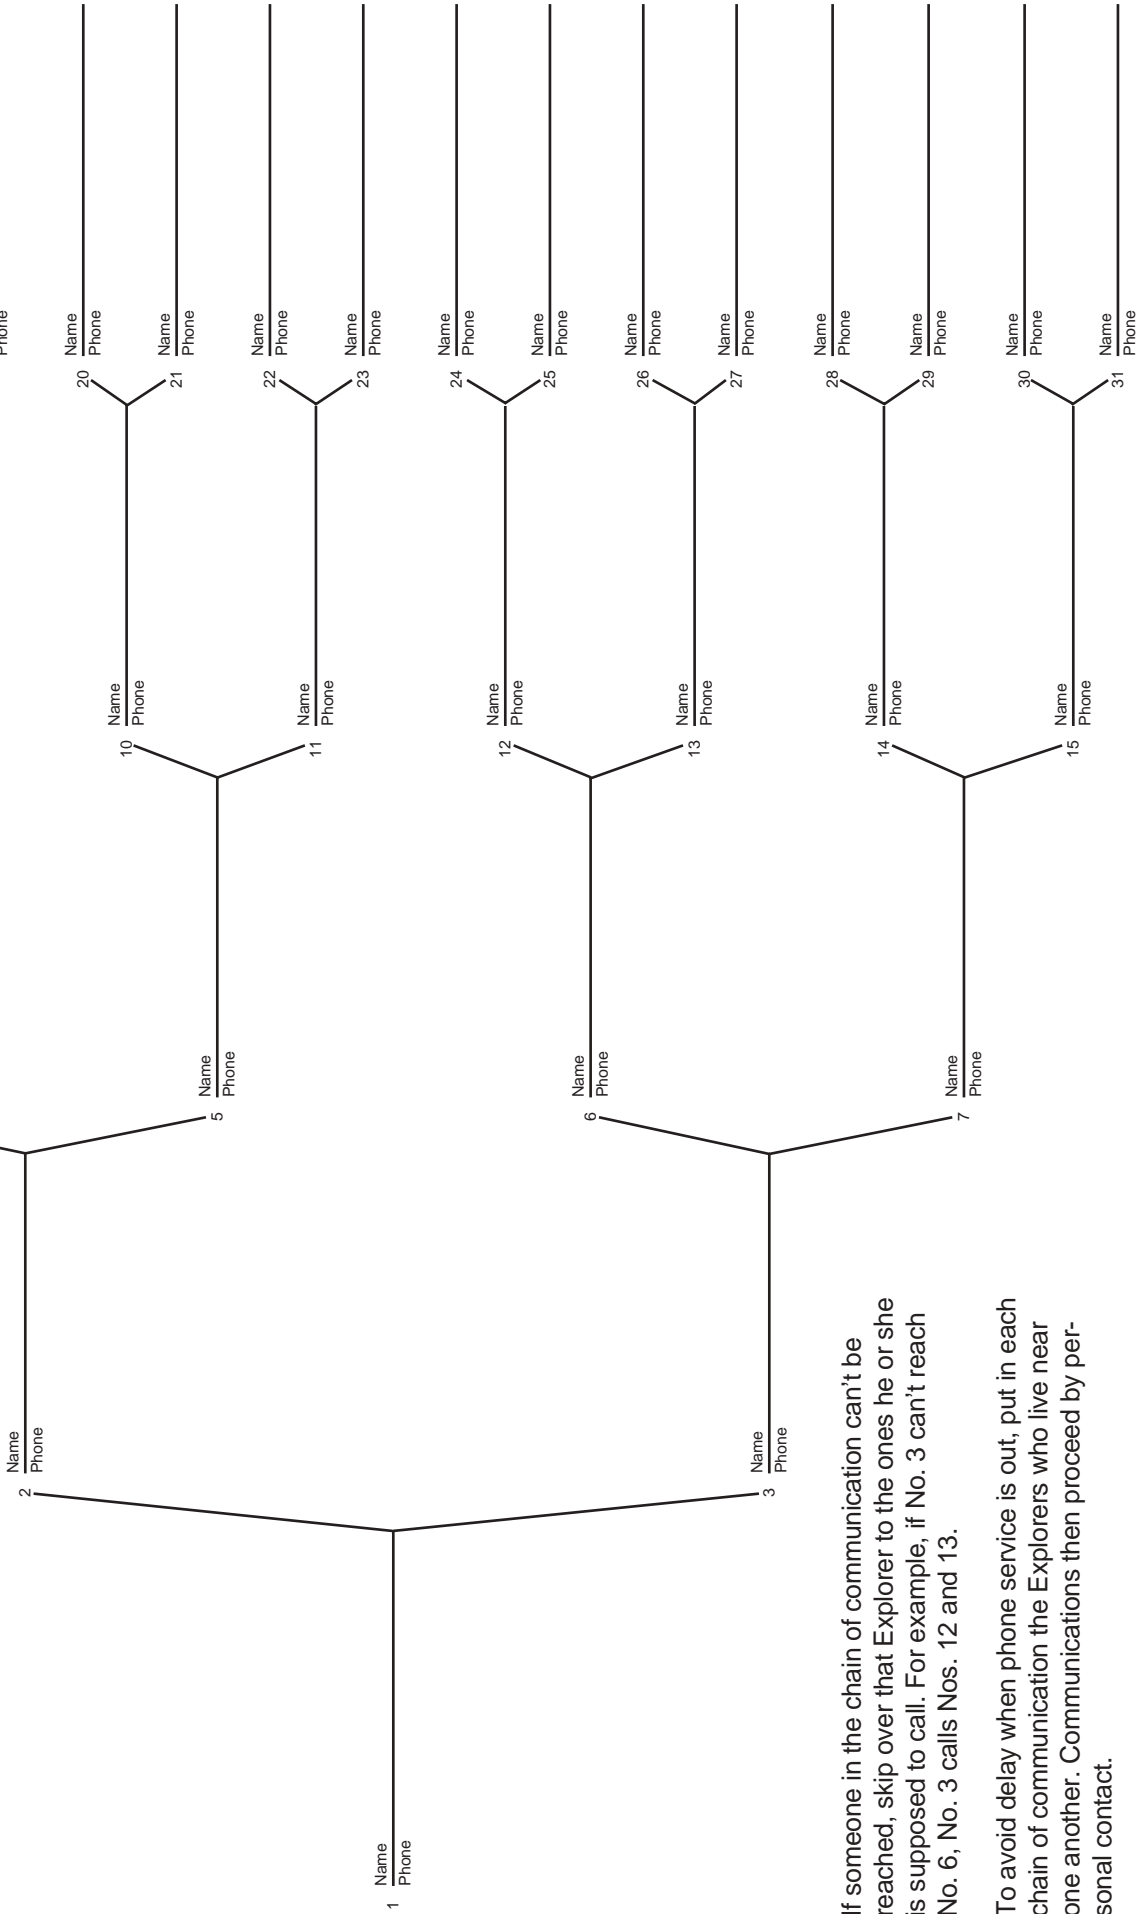 1
Name
Phone
2
Name
Phone
3
Name
Phone
5
Name
Phone
6
Name
Phone
7
Name
Phone
10
Name
Phone
11
Name
Phone
12
Name
Phone
13
Name
Phone
14
Name
Phone
15
Name
Phone
Phone
20
Name
Phone
21
Name
Phone
22
Name
Phone
23
Name
Phone
24
Name
Phone
25
Name
Phone
26
Name
Phone
27
Name
Phone
28
Name
Phone
29
Name
Phone
30
Name
Phone
31
Name
Phone
If someone in the chain of communication can't be
reached, skip over that Explorer to the ones he or she
is supposed to call. For example, if No. 3 can't reach
No. 6, No. 3 calls Nos. 12 and 13.
To avoid delay when phone service is out, put in each
chain of communication the Explorers who live near
one another. Communications then proceed by per-
sonal contact.